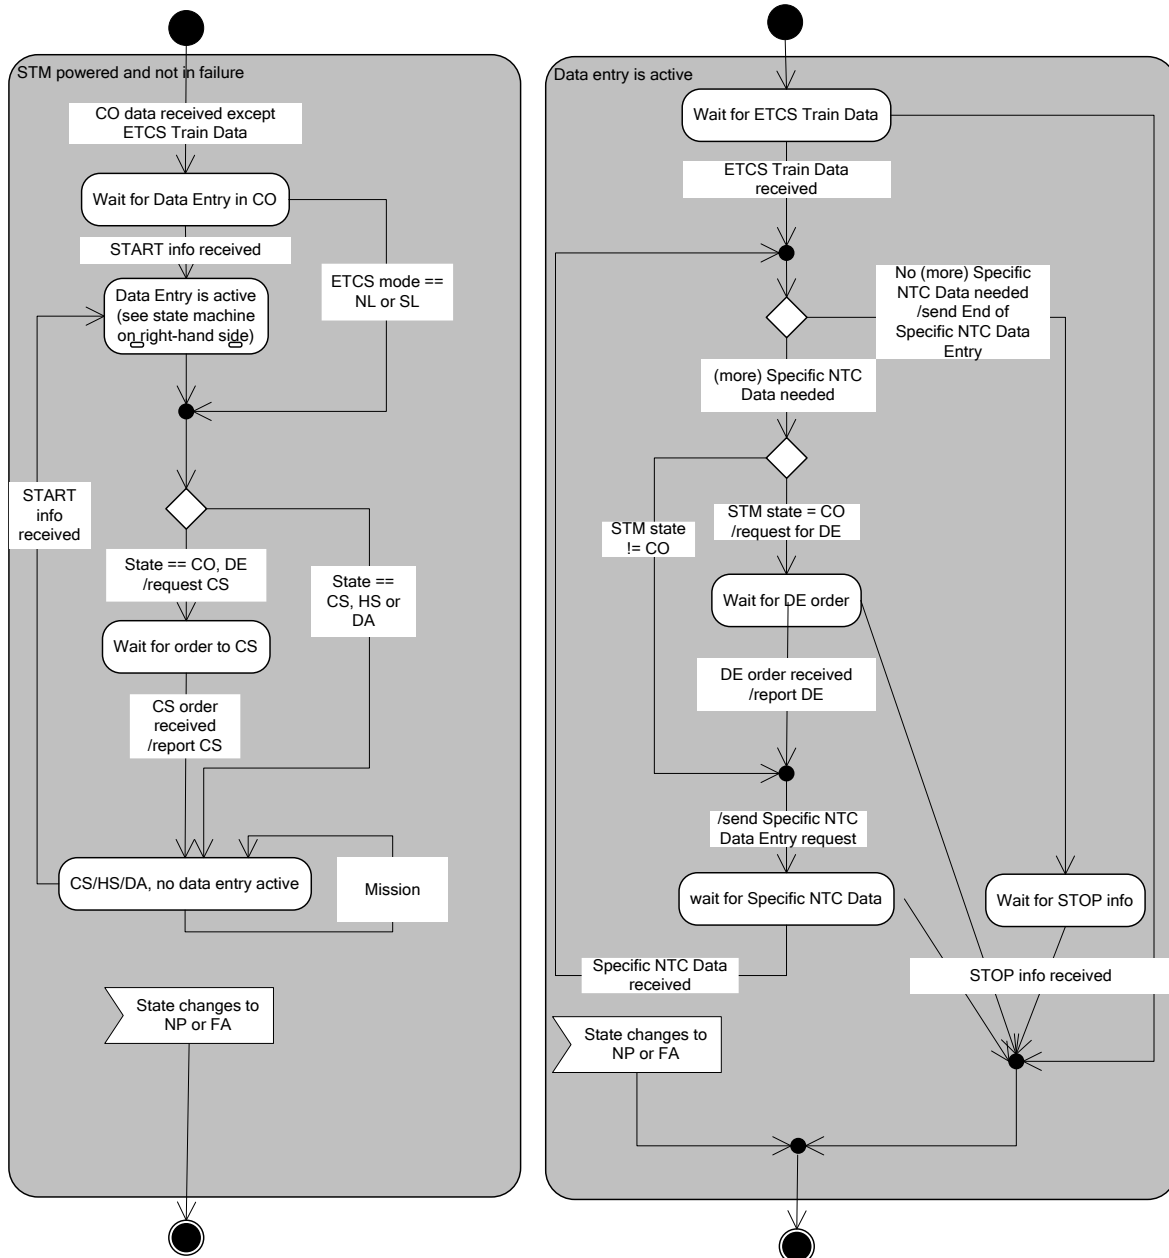 STM powered and not in failure
CO data received except
ETCS Train Data
Wait for Data Entry in CO
START info received
ETCS mode ==
NL or SL
Data Entry is active
(see state machine
on right-hand side)
START
info
received
State == CO, DE
/request CS
State ==
CS, HS or
DA
Wait for order to CS
CS order
received
/report CS
CS/HS/DA, no data entry active
Mission
State changes to
NP or FA
Data entry is active
Wait for ETCS Train Data
ETCS Train Data
received
No (more) Specific
NTC Data needed
/send End of
Specific NTC Data
Entry
(more) Specific NTC
Data needed
STM state
!= CO
STM state = CO
/request for DE
Wait for DE order
DE order received
/report DE
/send Specific NTC
Data Entry request
wait for Specific NTC Data
Wait for STOP info
Specific NTC Data
received
STOP info received
State changes to
NP or FA